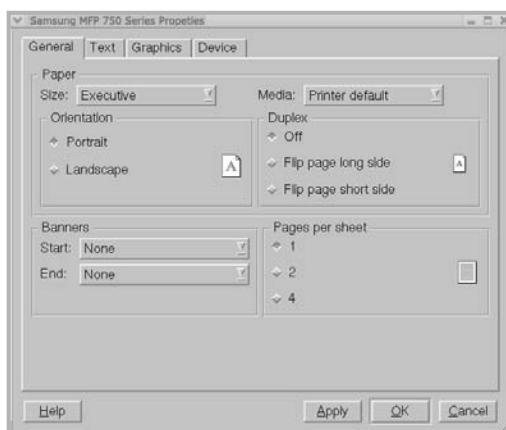 Samsung MFP 750 Series Propeties
General Text Graphics Device
Paper
Size: Executive Media: Printer default
Orientation
Portrait
Landscape
A
Duplex
Off
Flip page long side
Flip page short side
A
Banners
Start: None
End: None
Pages per sheet
1
2
4
Help Apply OK Cancel